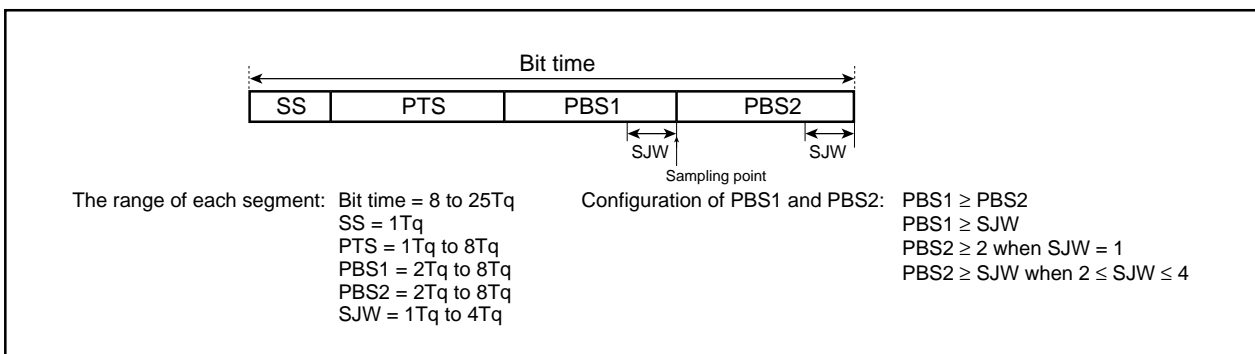 Bit time
SS PTS PBS1 PBS2
SJW SJW
Sampling point
The range of each segment: Bit time = 8 to 25Tq
SS = 1Tq
PTS = 1Tq to 8Tq
PBS1 = 2Tq to 8Tq
PBS2 = 2Tq to 8Tq
SJW = 1Tq to 4Tq
Configuration of PBS1 and PBS2: PBS1 ≥ PBS2
PBS1 ≥ SJW
PBS2 ≥ 2 when SJW = 1
PBS2 ≥ SJW when 2 ≤ SJW ≤ 4